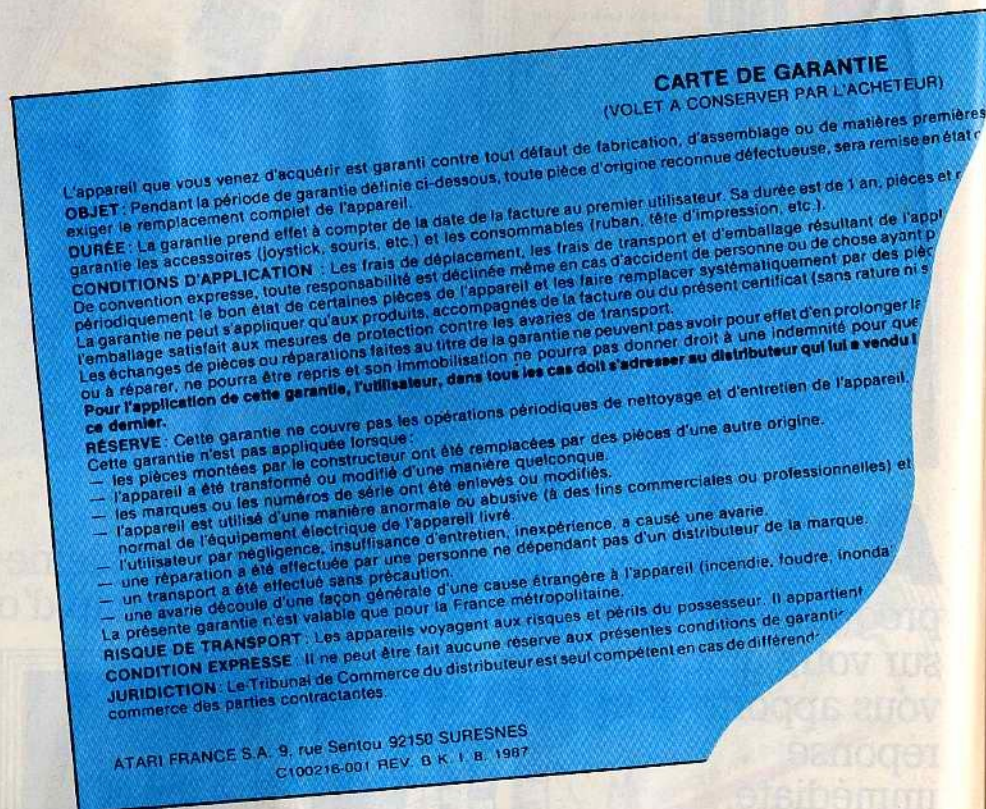 CARTE DE GARANTIE
(VOLET A CONSERVER PAR L'ACHETEUR)
L'appareil que vous venez d'acquérir est garanti contre tout défaut de fabrication, d'assemblage ou de matières premières
OBJET : Pendant la période de garantie définie ci-dessous, toute pièce d'origine reconnue défectueuse, sera remise en état
exiger le remplacement complet de l'appareil.
DURÉE : La garantie prend effet à compter de la date de la facture au premier utilisateur. Sa durée est de 1 an, pièces et
garantie les accessoires (joystick, souris, etc.) et les consommables (ruban, tête d'impression, etc.).
CONDITIONS D'APPLICATION : Les frais de déplacement, les frais de transport et d'emballage résultant de l'appl
De convention expresse, toute responsabilité est déclinée même en cas d'accident de personne ou de chose ayant p
périodiquement le bon état de certaines pièces de l'appareil et les faire remplacer systématiquement par des pièc
La garantie ne peut s'appliquer qu'aux produits, accompagnés de la facture ou du présent certificat (sans rature ni s
l'emballage satisfait aux mesures de protection contre les avaries de transport.
Les échanges de pièces ou réparations faites au titre de la garantie ne peuvent pas avoir pour effet d'en prolonger la
ou à réparer, ne pourra être repris et son immobilisation ne pourra pas donner droit à une indemnité pour que
Pour l'application de cette garantie, l'utilisateur, dans tous les cas doit s'adresser au distributeur qui lui a vendu l
ce dernier.
RÉSERVE : Cette garantie ne couvre pas les opérations périodiques de nettoyage et d'entretien de l'appareil.
Cette garantie n'est pas appliquée lorsque :
— les pièces montées par le constructeur ont été remplacées par des pièces d'une autre origine.
— l'appareil a été transformé ou modifié d'une manière quelconque.
— les marques ou les numéros de série ont été enlevés ou modifiés.
— l'appareil est utilisé d'une manière anormale ou abusive (à des fins commerciales ou professionnelles) et
normal de l'équipement électrique de l'appareil livré.
— l'utilisateur par négligence, insuffisance d'entretien, inexpérience, a causé une avarie.
— une réparation a été effectuée par une personne ne dépendant pas d'un distributeur de la marque.
— un transport a été effectué sans précaution.
— une avarie découle d'une façon générale d'une cause étrangère à l'appareil (incendie, foudre, inonda
La présente garantie n'est valable que pour la France métropolitaine.
RISQUE DE TRANSPORT : Les appareils voyagent aux risques et périls du possesseur. Il appartient
CONDITION EXPRESSE : Il ne peut être fait aucune réserve aux présentes conditions de garanti
JURIDICTION : Le Tribunal de Commerce du distributeur est seul compétent en cas de différend
commerce des parties contractantes.
ATARI FRANCE S.A. 9, rue Sentou 92150 SURESNES
C100216-001 REV. B K. I. B. 1987